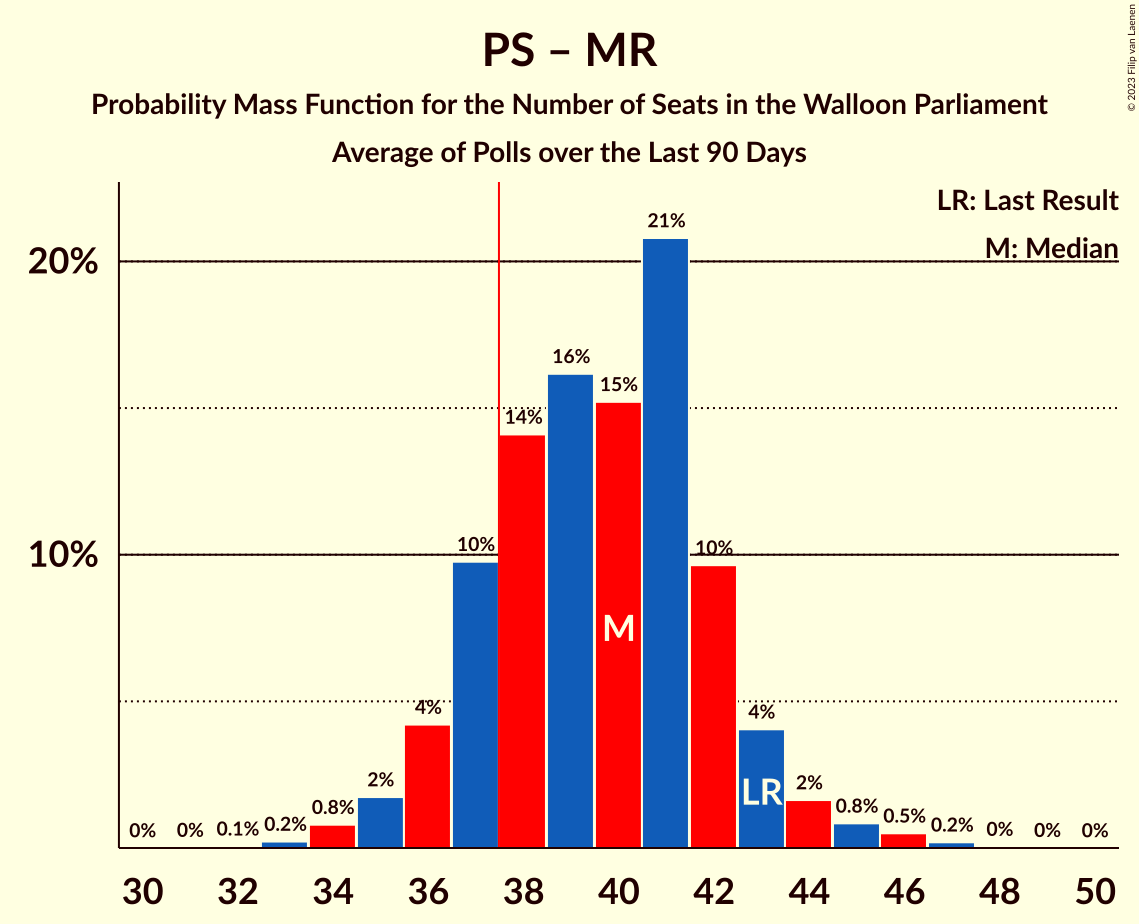 PS – MR
Probability Mass Function for the Number of Seats in the Walloon Parliament
Average of Polls over the Last 90 Days
© 2023 Filip van Laenen
LR: Last Result
M: Median
20%
10%
0%
0%
0.1%
0.2%
0.8%
2%
4%
10%
14%
16%
15%
21%
10%
4%
2%
0.8%
0.5%
0.2%
0%
0%
0%
M
LR
30 32 34 36 38 40 42 44 46 48 50